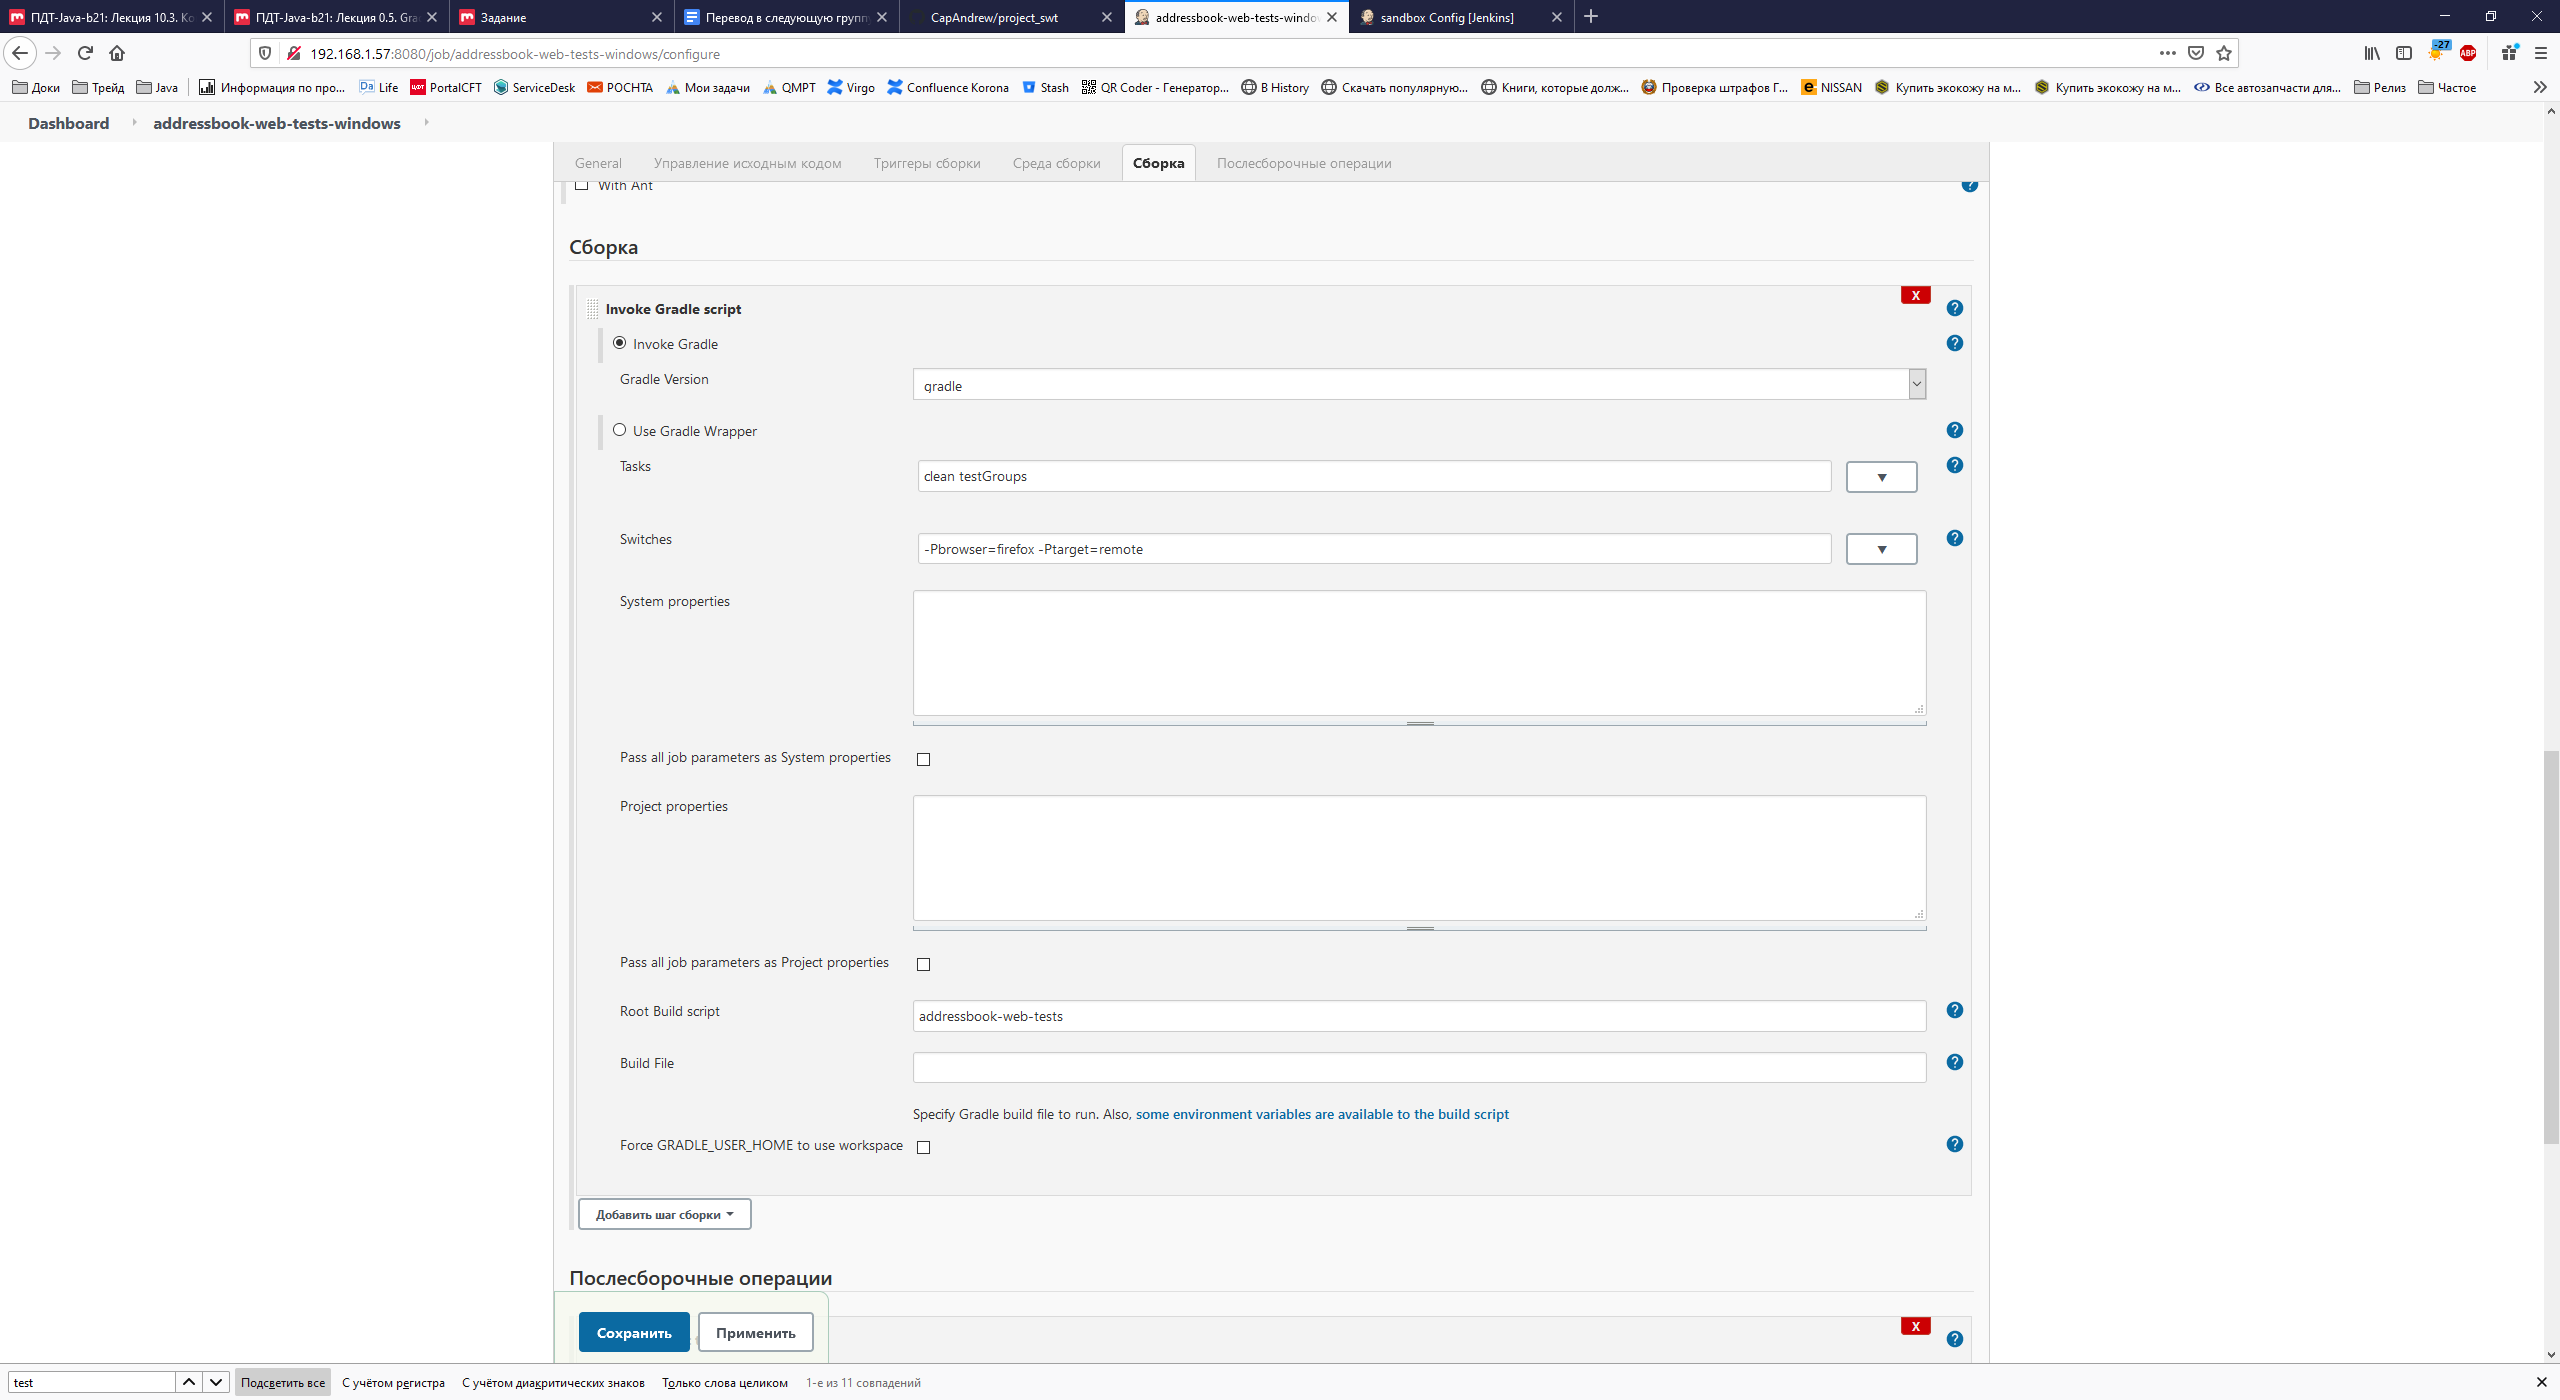 ПДТ-Java-b21: Лекция 10.3. Ко
ПДТ-Java-b21: Лекция 0.5. Gra
Задание
Перевод в следующую групп
CapAndrew/project_swt
addressbook-web-tests-windo
sandbox Config [Jenkins]
192.168.1.57:8080/job/addressbook-web-tests-windows/configure
-27
ABP
Доки
Трейд
Java
Информация по про...
Da Life
ЦФТ PortalCFT
ServiceDesk
POCHTA
Мои задачи
QMPT
Virgo
Confluence Korona
Stash
QR Coder - Генератор...
B History
Скачать популярную...
Книги, которые долж...
Проверка штрафов Г...
e NISSAN
Купить экокожу на м...
Купить экокожу на м...
Все автозапчасти для...
Релиз
Частое
Dashboard
addressbook-web-tests-windows
General
Управление исходным кодом
Триггеры сборки
Среда сборки
Сборка
Послесборочные операции
With Ant
?
Сборка
Invoke Gradle script
X
?
Invoke Gradle
?
Gradle Version
gradle
Use Gradle Wrapper
?
Tasks
clean testGroups
?
Switches
-Pbrowser=firefox -Ptarget=remote
?
System properties
Pass all job parameters as System properties
Project properties
Pass all job parameters as Project properties
Root Build script
addressbook-web-tests
?
Build File
?
Specify Gradle build file to run. Also, some environment variables are available to the build script
Force GRADLE_USER_HOME to use workspace
?
Добавить шаг сборки
Послесборочные операции
Сохранить
Применить
X
?
test
Подсветить все
С учётом регистра
С учётом диакритических знаков
Только слова целиком
1-е из 11 совпадений